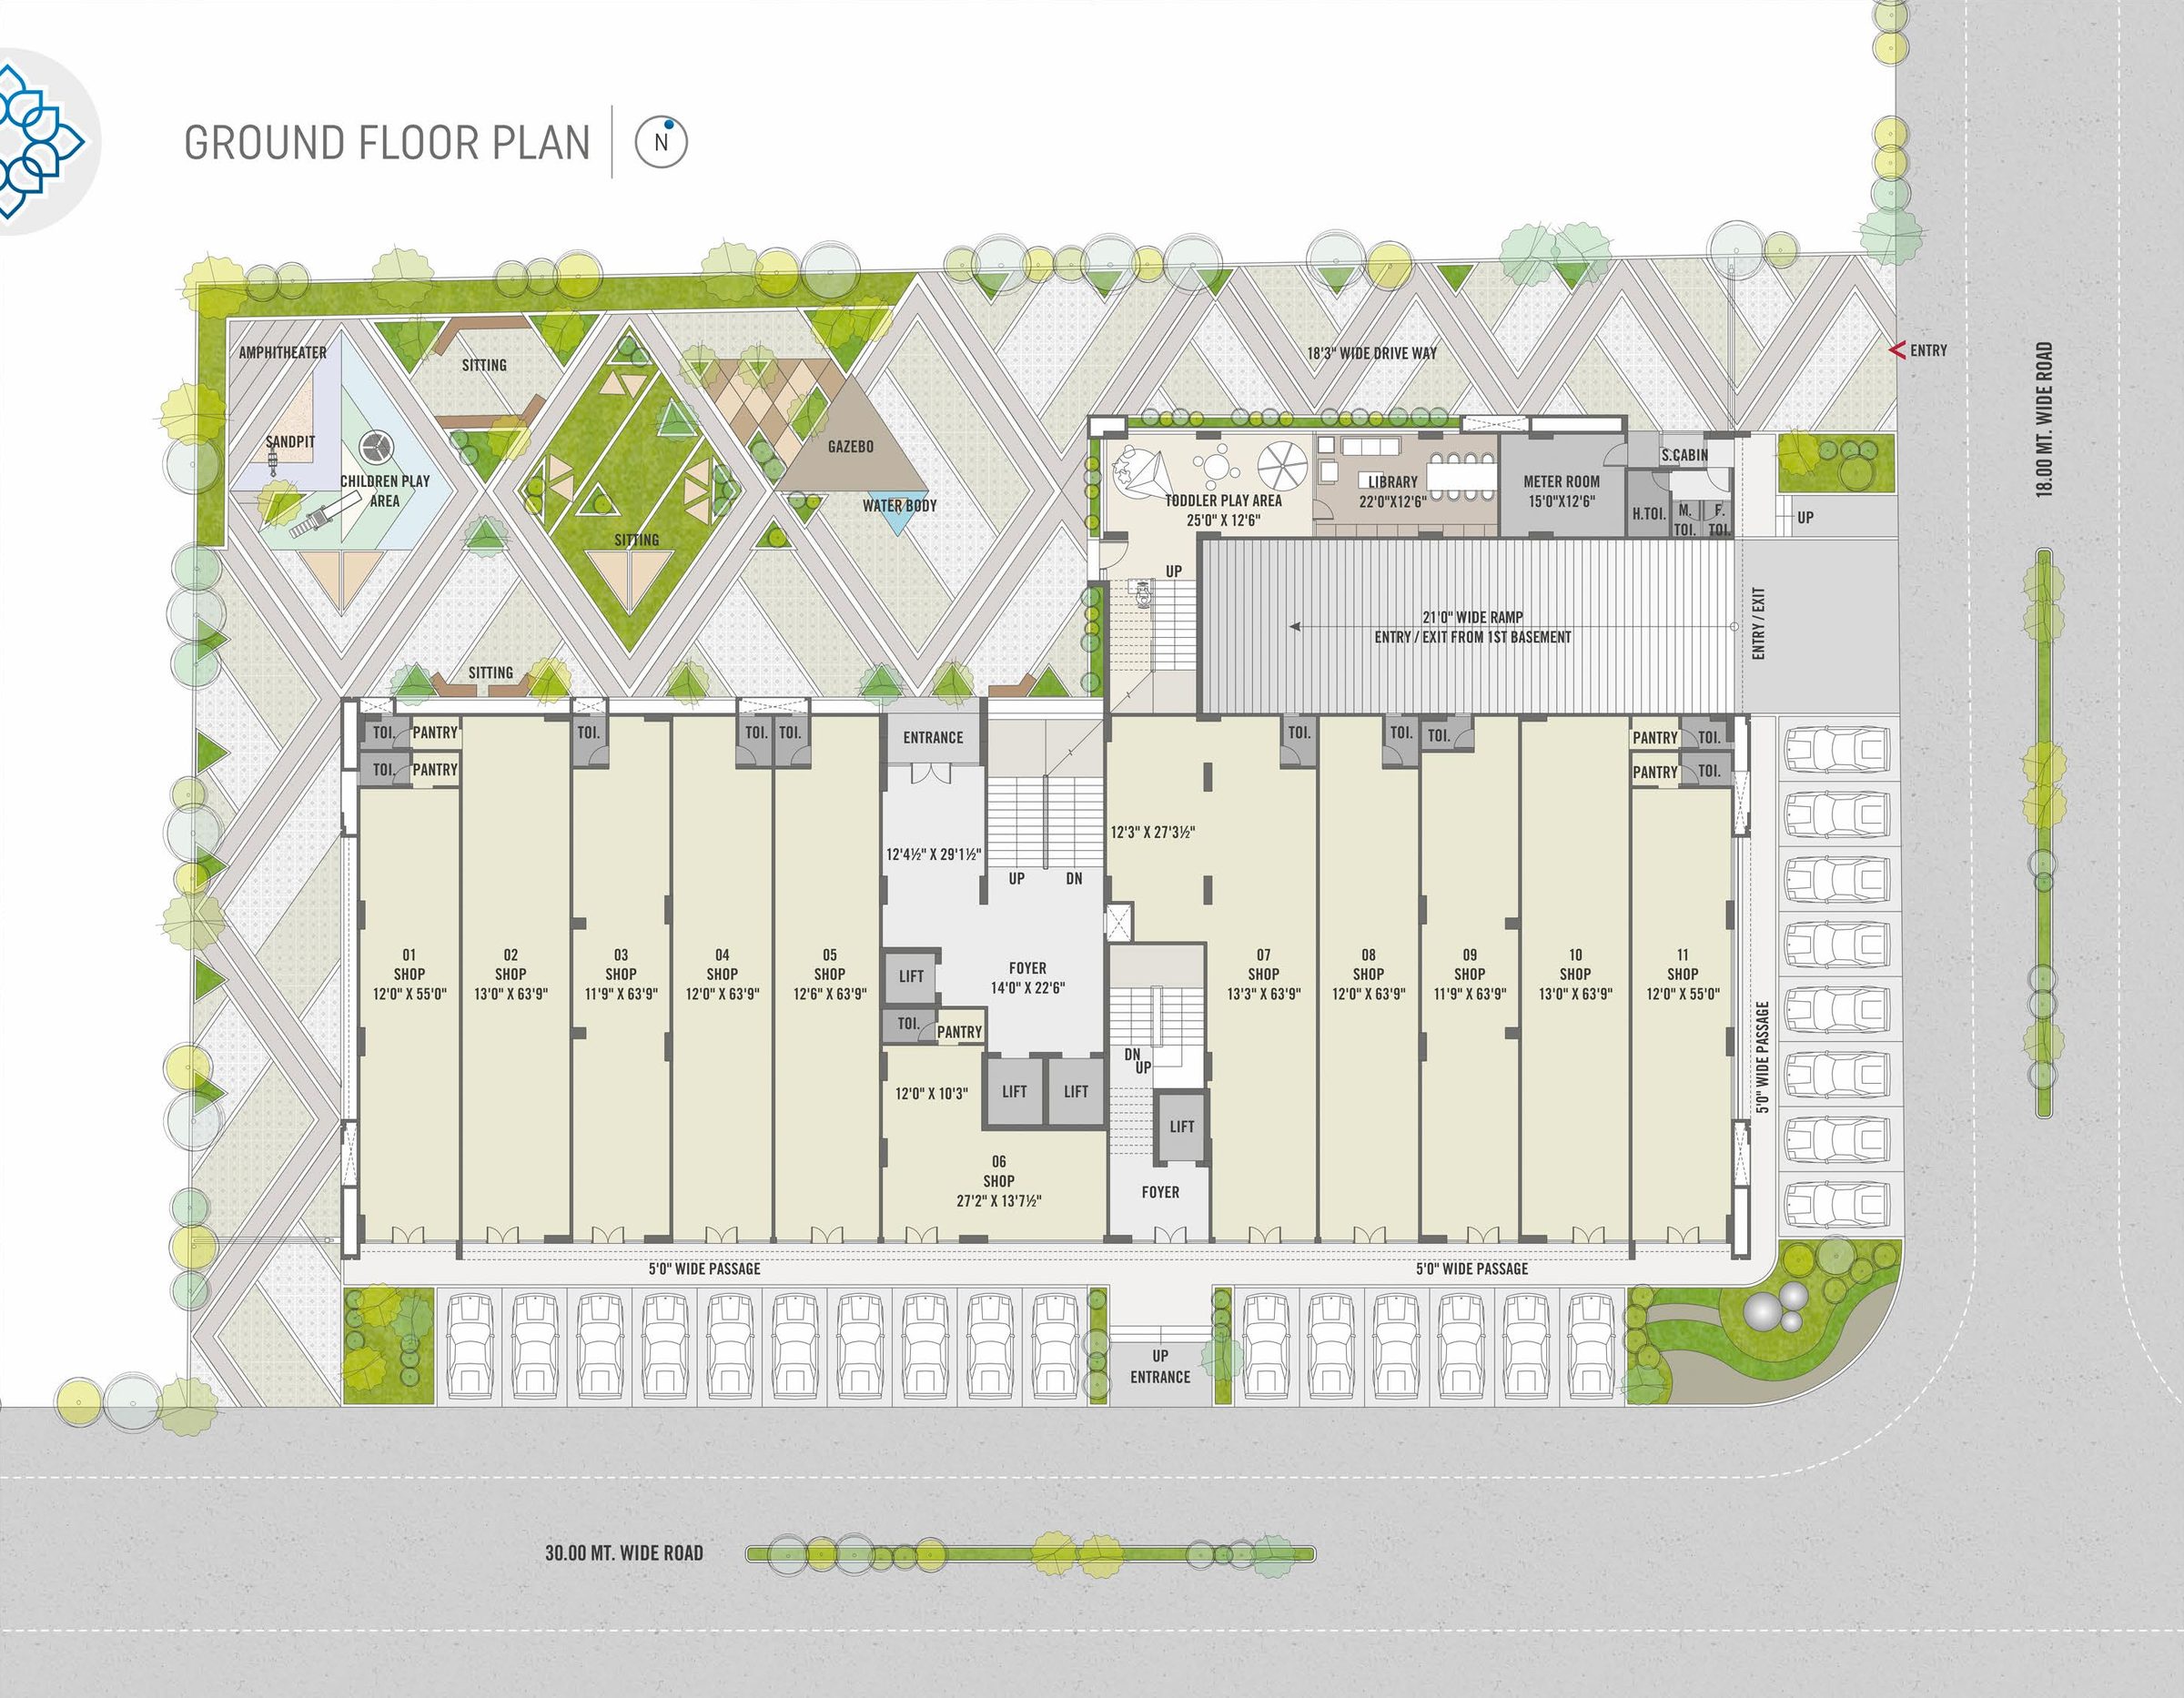 GROUND FLOOR PLAN
N
AMPHITHEATER
SITTING
SANDPIT
CHILDREN PLAY
AREA
GAZEBO
WATER BODY
SITTING
SITTING
18'3" WIDE DRIVE WAY
ENTRY
18.00 MT. WIDE ROAD
TODDLER PLAY AREA
25'0" X 12'6"
LIBRARY
22'0"X12'6"
METER ROOM
15'0"X12'6"
S.CABIN
H.TOI.
M.
TOI.
F.
TOI.
UP
UP
21'0" WIDE RAMP
ENTRY / EXIT FROM 1ST BASEMENT
ENTRY / EXIT
TOI.
PANTRY
TOI.
PANTRY
TOI.
TOI.
TOI.
ENTRANCE
TOI.
TOI.
TOI.
PANTRY
TOI.
PANTRY
TOI.
12'4½" X 29'1½"
UP
DN
12'3" X 27'3½"
01
SHOP
12'0" X 55'0"
02
SHOP
13'0" X 63'9"
03
SHOP
11'9" X 63'9"
04
SHOP
12'0" X 63'9"
05
SHOP
12'6" X 63'9"
LIFT
FOYER
14'0" X 22'6"
TOI.
PANTRY
12'0" X 10'3"
LIFT
LIFT
06
SHOP
27'2" X 13'7½"
DN
UP
LIFT
FOYER
07
SHOP
13'3" X 63'9"
08
SHOP
12'0" X 63'9"
09
SHOP
11'9" X 63'9"
10
SHOP
13'0" X 63'9"
11
SHOP
12'0" X 55'0"
5'0" WIDE PASSAGE
5'0" WIDE PASSAGE
5'0" WIDE PASSAGE
UP
ENTRANCE
30.00 MT. WIDE ROAD